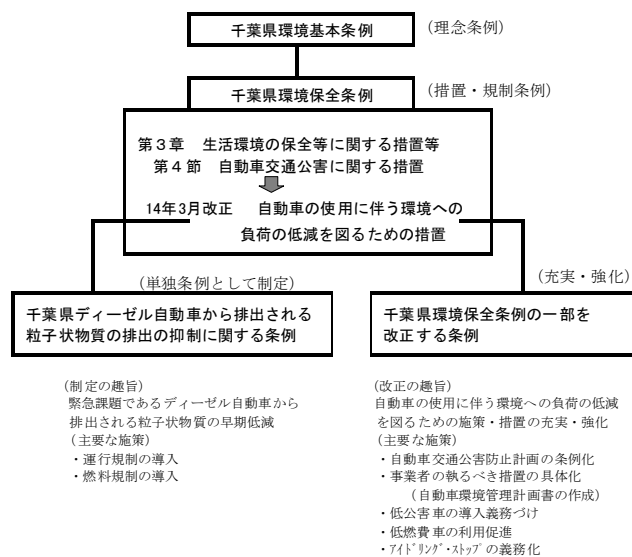 千葉県環境基本条例
(理念条例)
千葉県環境保全条例
(措置・規制条例)
第3章 生活環境の保全等に関する措置等
第4節 自動車交通公害に関する措置
14年3月改正 自動車の使用に伴う環境への
負荷の低減を図るための措置
(単独条例として制定)
(充実・強化)
千葉県ディーゼル自動車から排出される
粒子状物質の排出の抑制に関する条例
千葉県環境保全条例の一部を
改正する条例
(制定の趣旨)
緊急課題であるディーゼル自動車から
排出される粒子状物質の早期低減
(主要な施策)
・運行規制の導入
・燃料規制の導入
(改正の趣旨)
自動車の使用に伴う環境への負荷の低減
を図るための施策・措置の充実・強化
(主要な施策)
・自動車交通公害防止計画の条例化
・事業者の執るべき措置の具体化
(自動車環境管理計画書の作成)
・低公害車の導入義務づけ
・低燃費車の利用促進
・ｱｲﾄﾞﾘﾝｸﾞ・ｽﾄｯﾌﾟの義務化